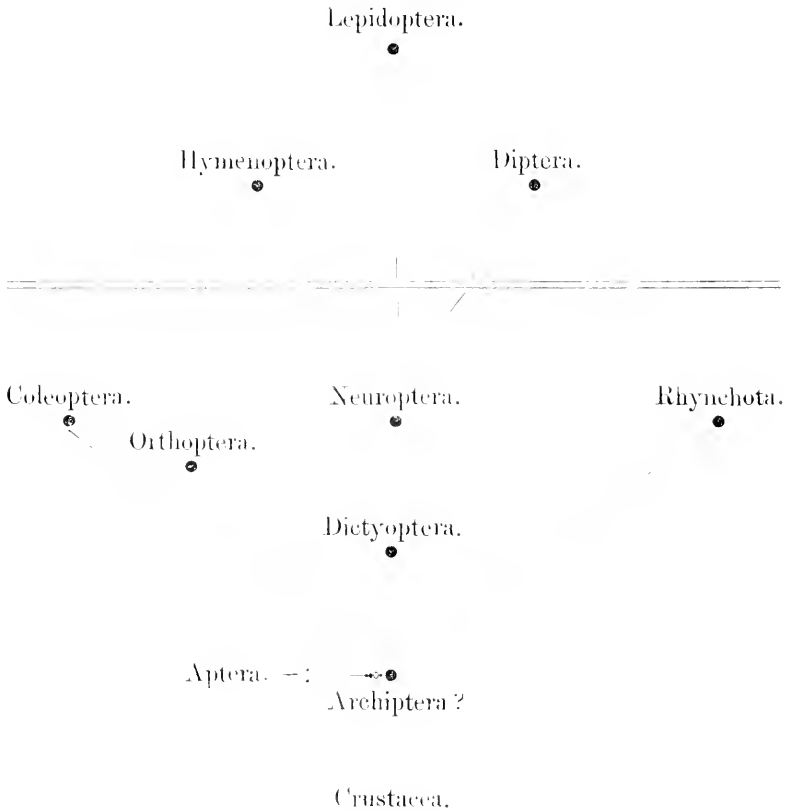 Lepidoptera.
Hymenoptera. Diptera.
Coleoptera. Neuroptera. Rhynchota.
Orthoptera.
Dictyoptera.
Aptera.
Archiptera?
Crustacea.